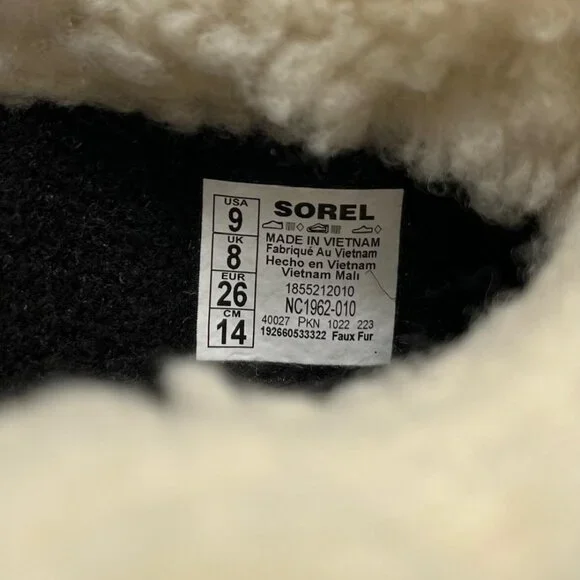 USA
9
UK
8
EUR
26
CM
14
SOREL
MADE IN VIETNAM
Fabriqué Au Vietnam
Hecho en Vietnam
Vietnam Mali
1855212010
NC1962-010
40027 PKN 1022 223
192660533322 Faux Fur